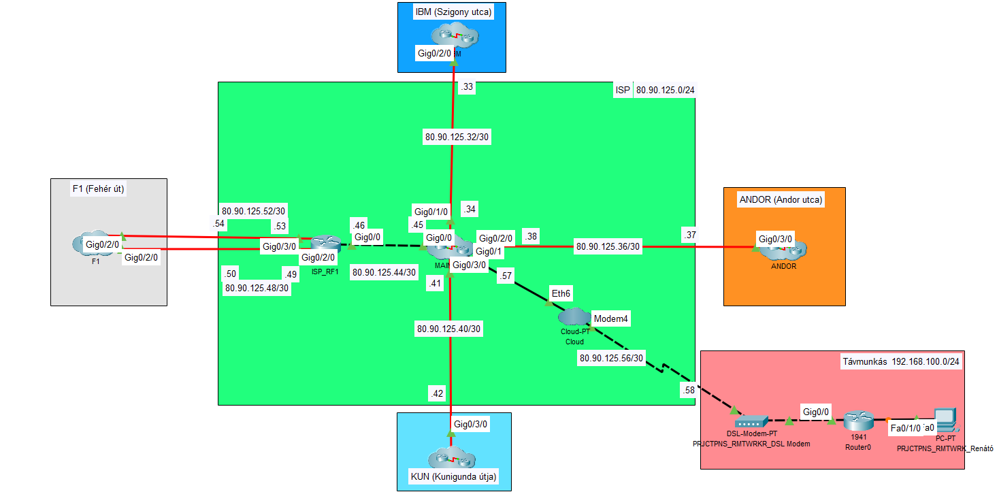 IBM (Szigony utca)
Gig0/2/0
.33
ISP 80.90.125.0/24
80.90.125.32/30
F1 (Fehér út)
ANDOR (Andor utca)
80.90.125.52/30
.54
.53
.46
.45
Gig0/1/0
.34
Gig0/2/0
F1
Gig0/2/0
Gig0/3/0
Gig0/2/0
ISP_RF1
Gig0/0
Gig0/0
Gig0/2/0
Gig0/1
Gig0/3/0
.38
80.90.125.36/30
.37
Gig0/3/0
ANDOR
.50
.49
80.90.125.48/30
80.90.125.44/30
.41
.57
Eth6
Modem4
Cloud-PT
Cloud
80.90.125.40/30
80.90.125.56/30
.58
Távmunkás 192.168.100.0/24
.42
Gig0/3/0
KUN (Kunigunda útja)
DSL-Modem-PT
PRJCTPNS_RMTWRKR_DSL Modem
Gig0/0
1941
Router0
Fa0/1/0
PC-PT
PRJCTPNS_RMTWRK_Renátó